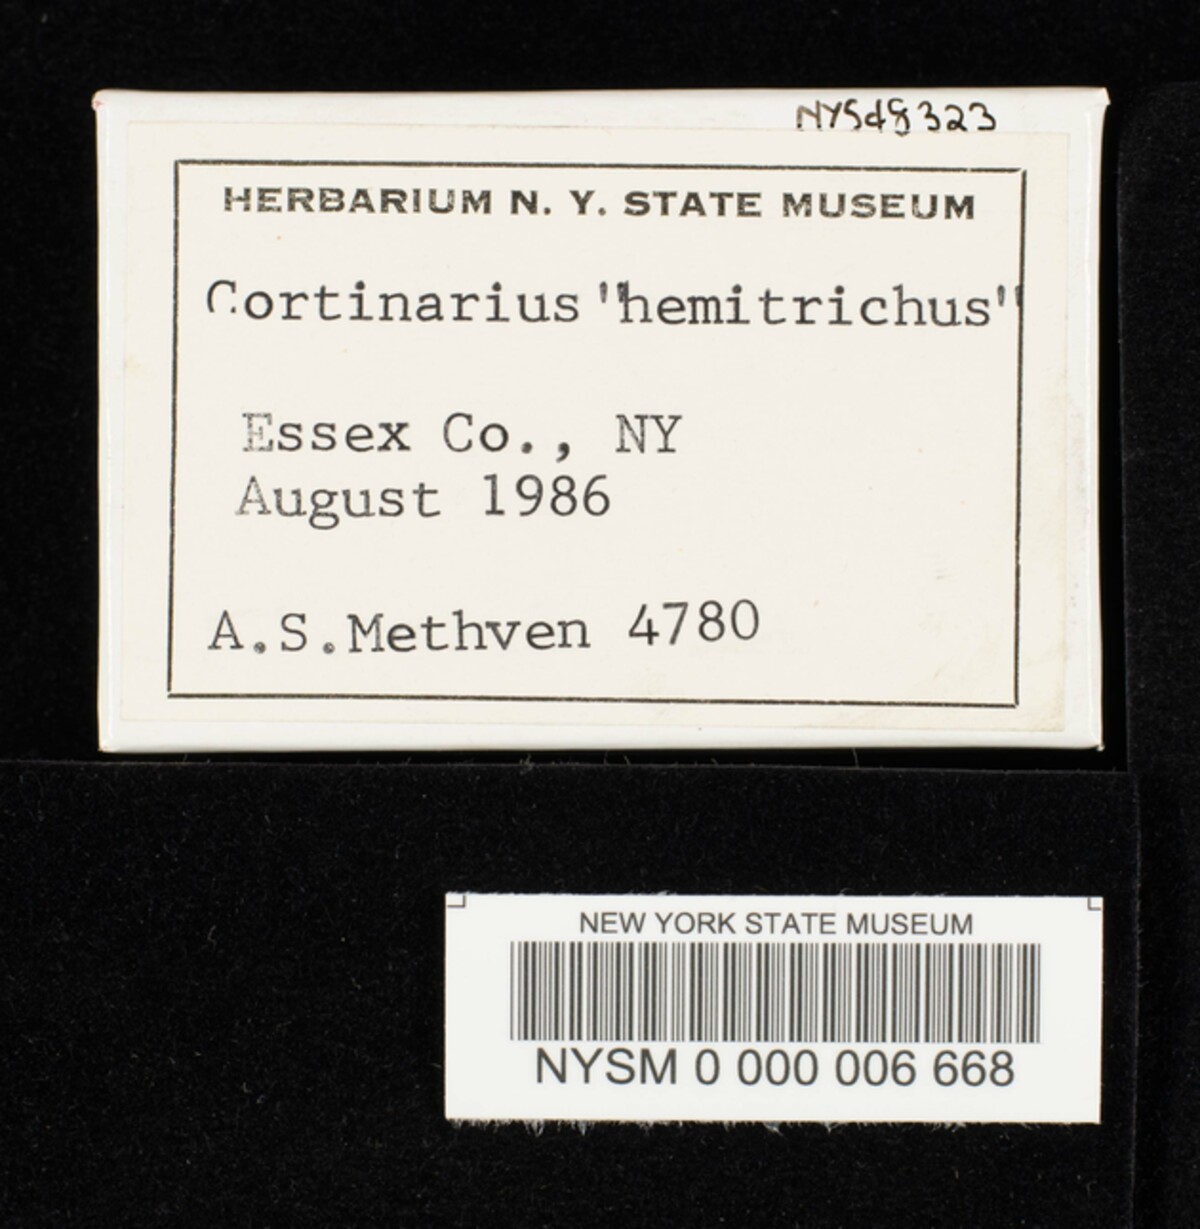 NYSd8323
HERBARIUM N. Y. STATE MUSEUM
Cortinarius "hemitrichus"
Essex Co., NY
August 1986
A.S.Methven 4780
NEW YORK STATE MUSEUM
NYSM 0 000 006 668